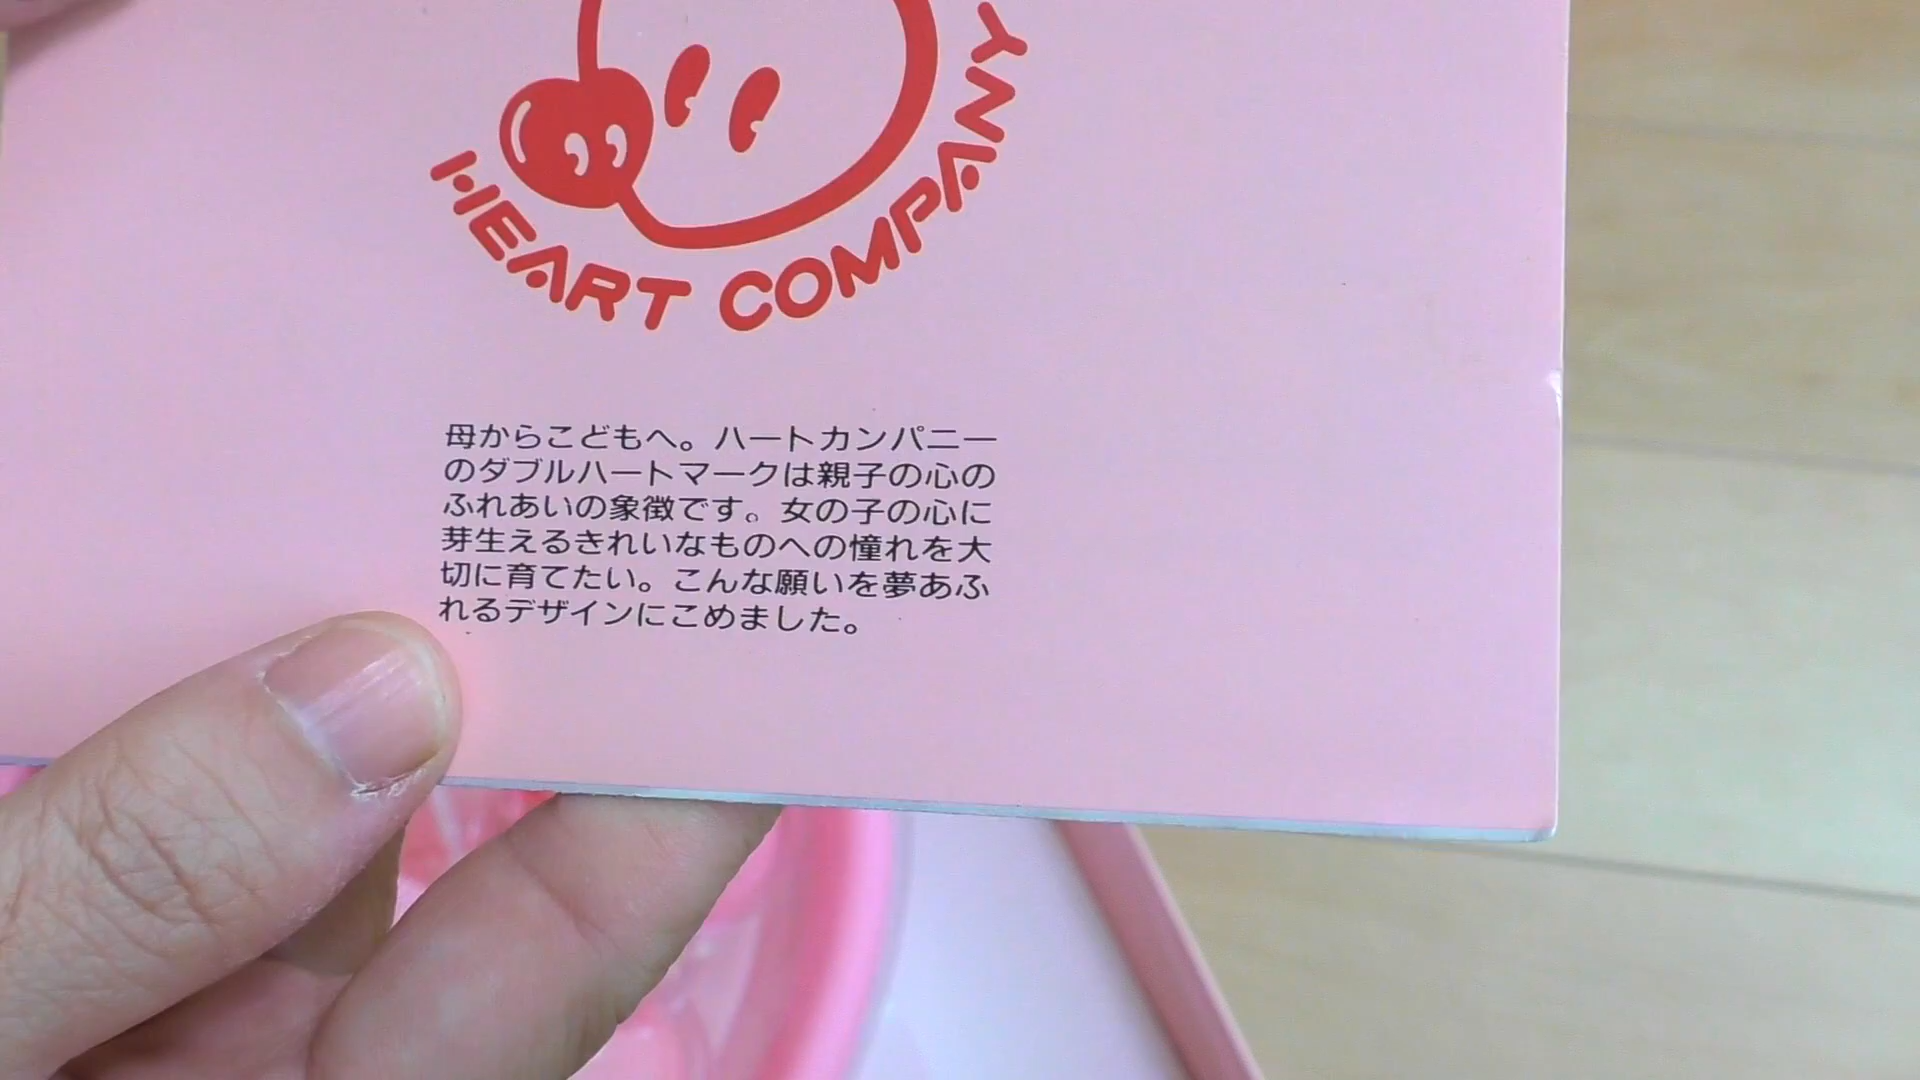 HEART COMPANY
母からこどもへ。ハートカンパニー
のダブルハートマークは親子の心の
ふれあいの象徴です。女の子の心に
芽生えるきれいなものへの憧れを大
切に育てたい。こんな願いを夢あふ
れるデザインにこめました。